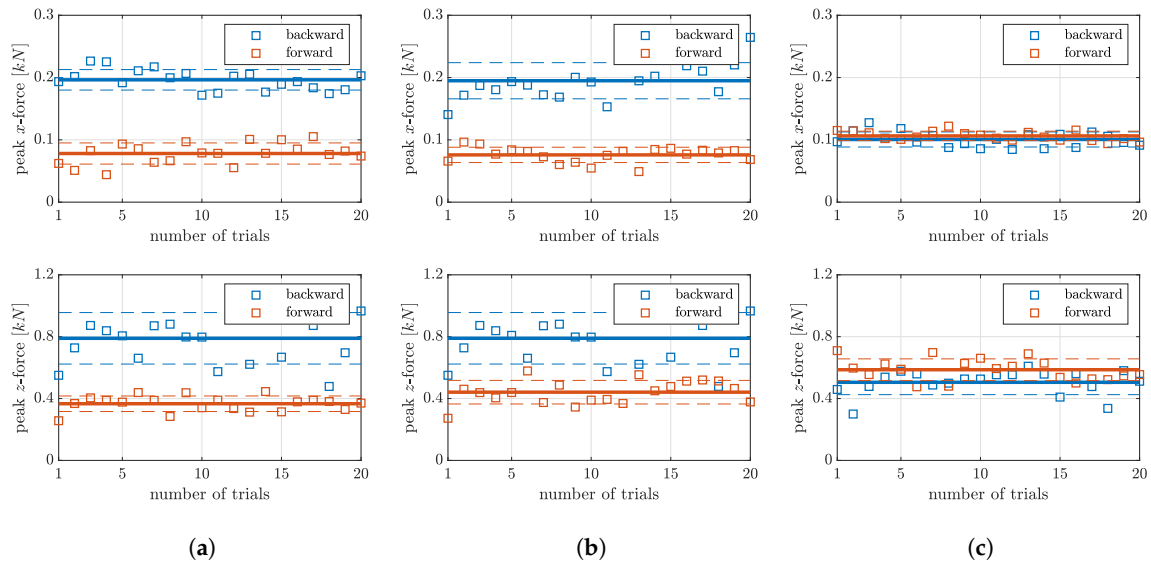 0.3
0.2
0.1
0
peak x-force [kN]
backward
forward
1 5 10 15 20
number of trials
0.3
0.2
0.1
0
peak x-force [kN]
backward
forward
1 5 10 15 20
number of trials
0.3
0.2
0.1
0
peak x-force [kN]
backward
forward
1 5 10 15 20
number of trials
1.2
0.8
0.4
0
peak z-force [kN]
backward
forward
1 5 10 15 20
number of trials
1.2
0.8
0.4
0
peak z-force [kN]
backward
forward
1 5 10 15 20
number of trials
1.2
0.8
0.4
0
peak z-force [kN]
backward
forward
1 5 10 15 20
number of trials
(a) (b) (c)